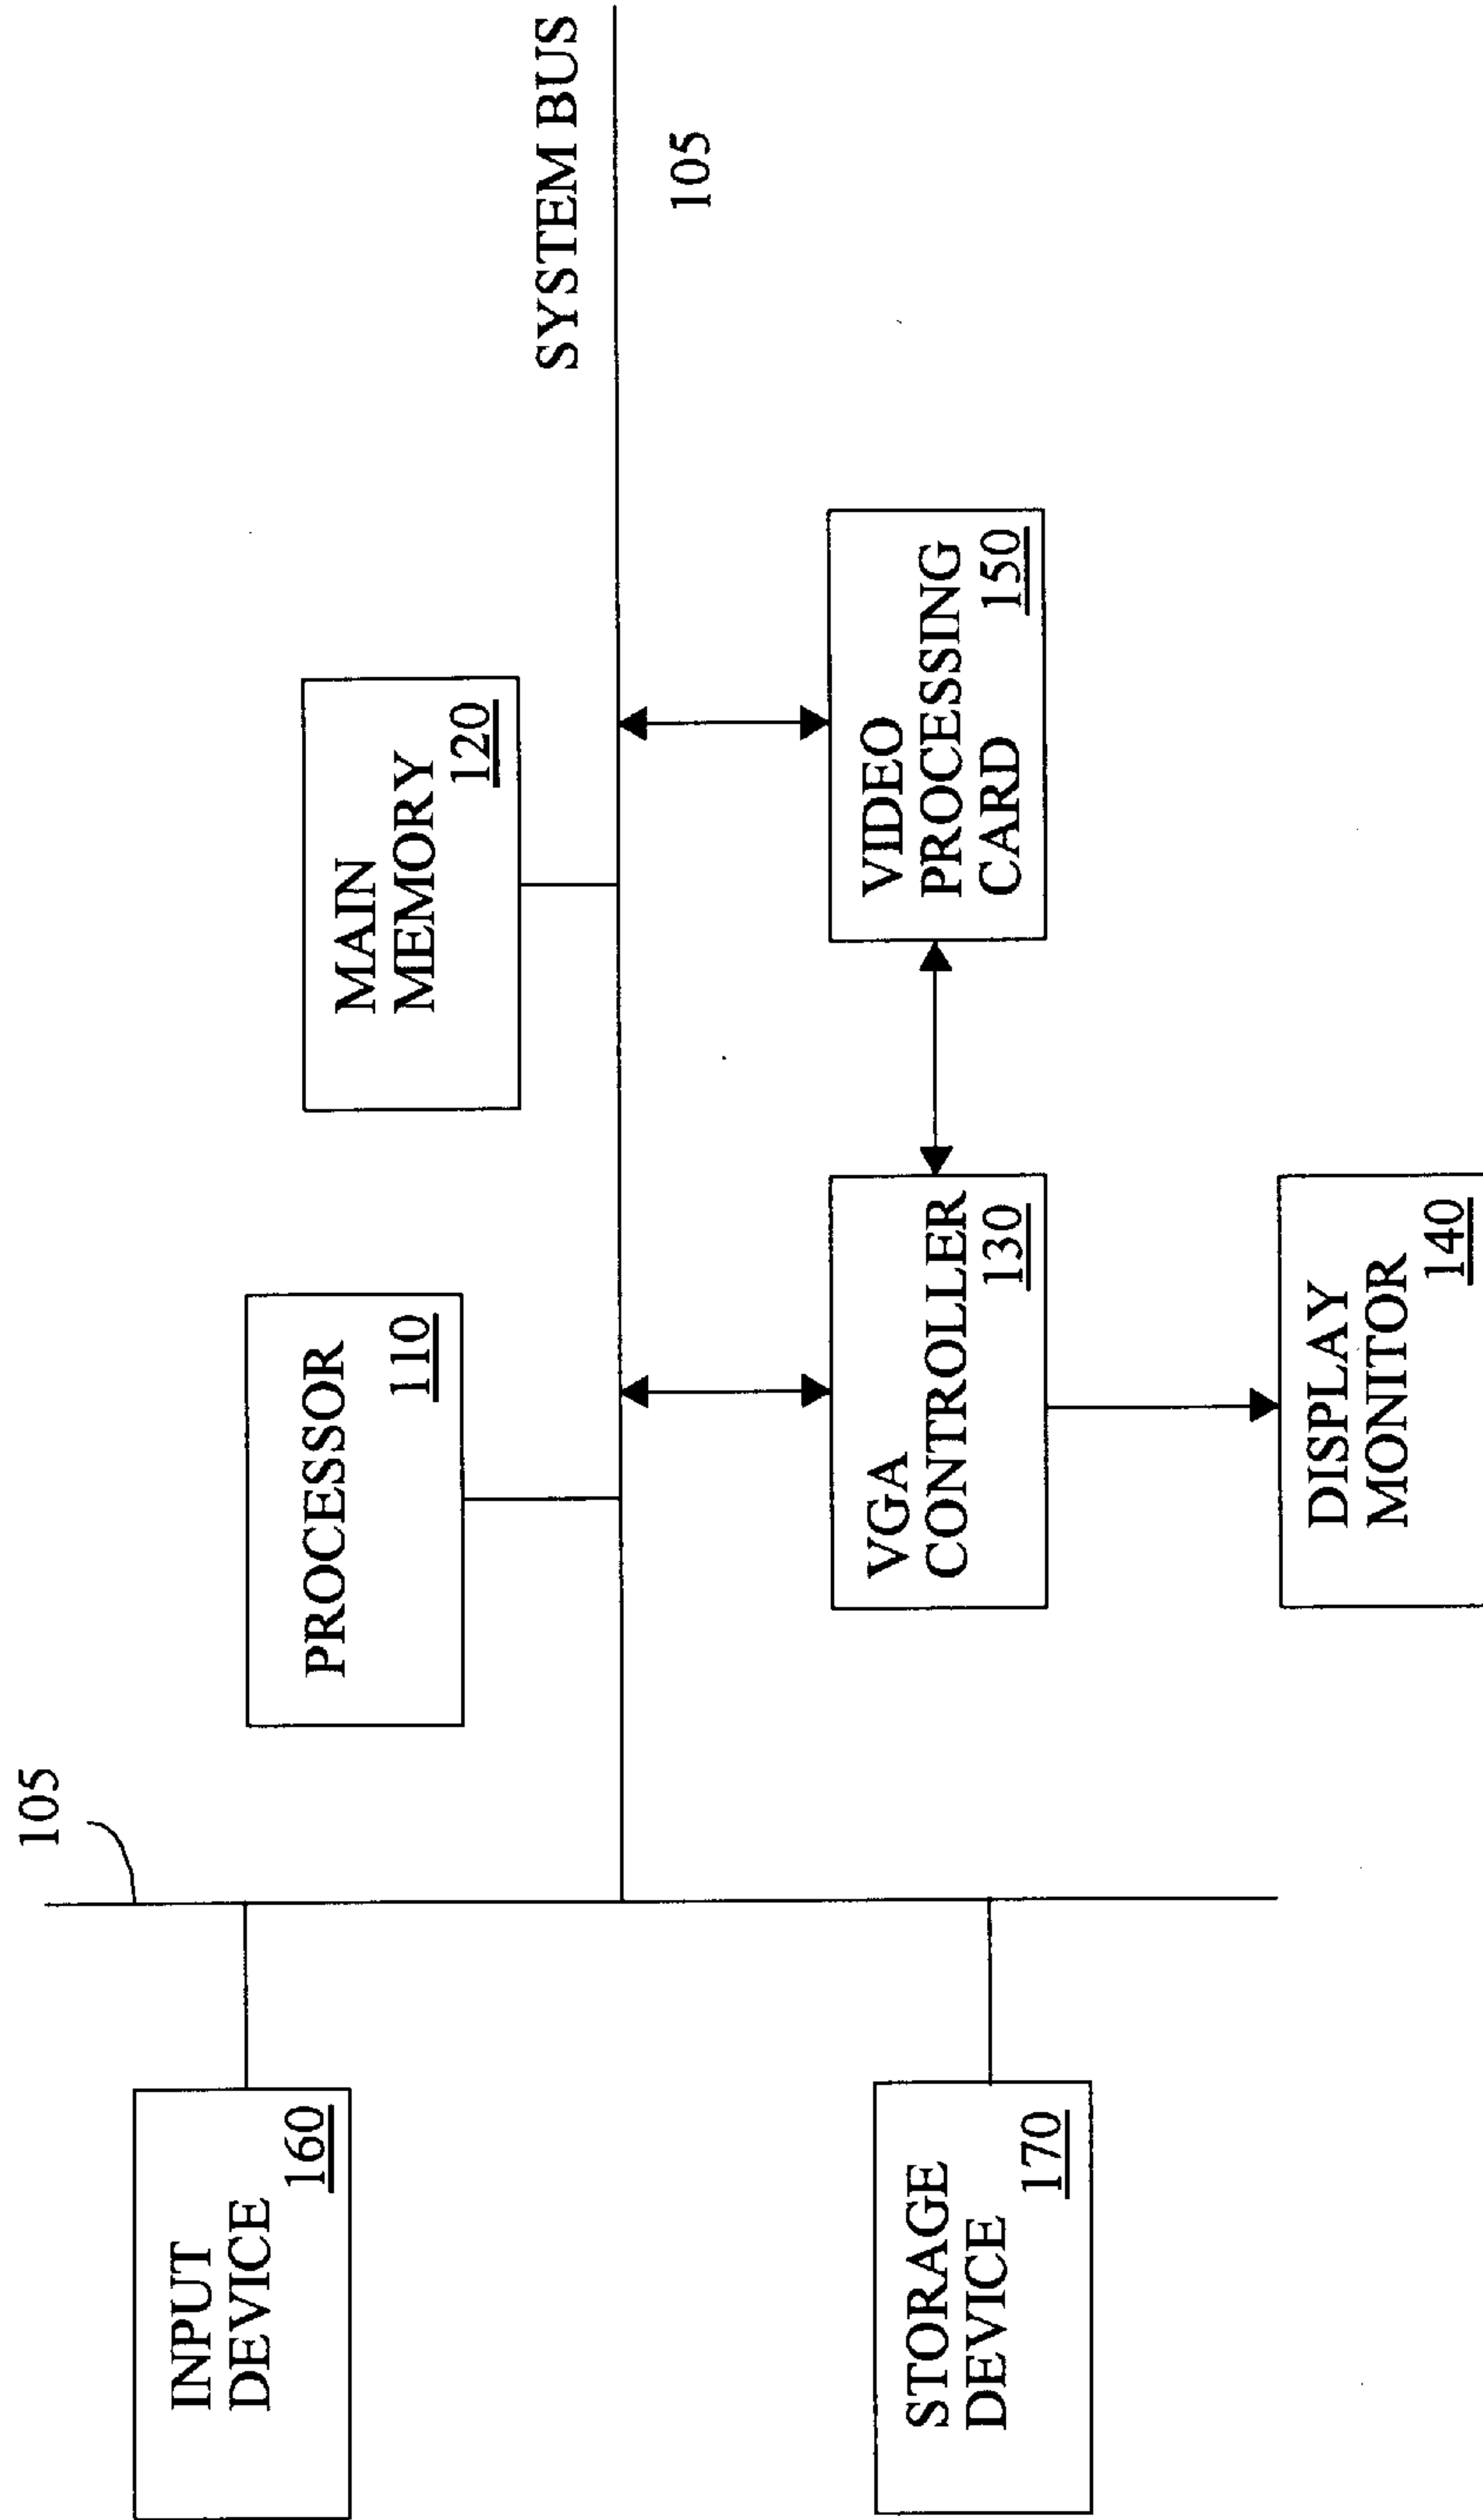 105
INPUT
DEVICE
160
PROCESSOR
110
MAIN
MEMORY
120
SYSTEM BUS
105
STORAGE
DEVICE
170
VGA
CONTROLLER
130
VIDEO
PROCESSING
CARD
150
DISPLAY
MONITOR
140